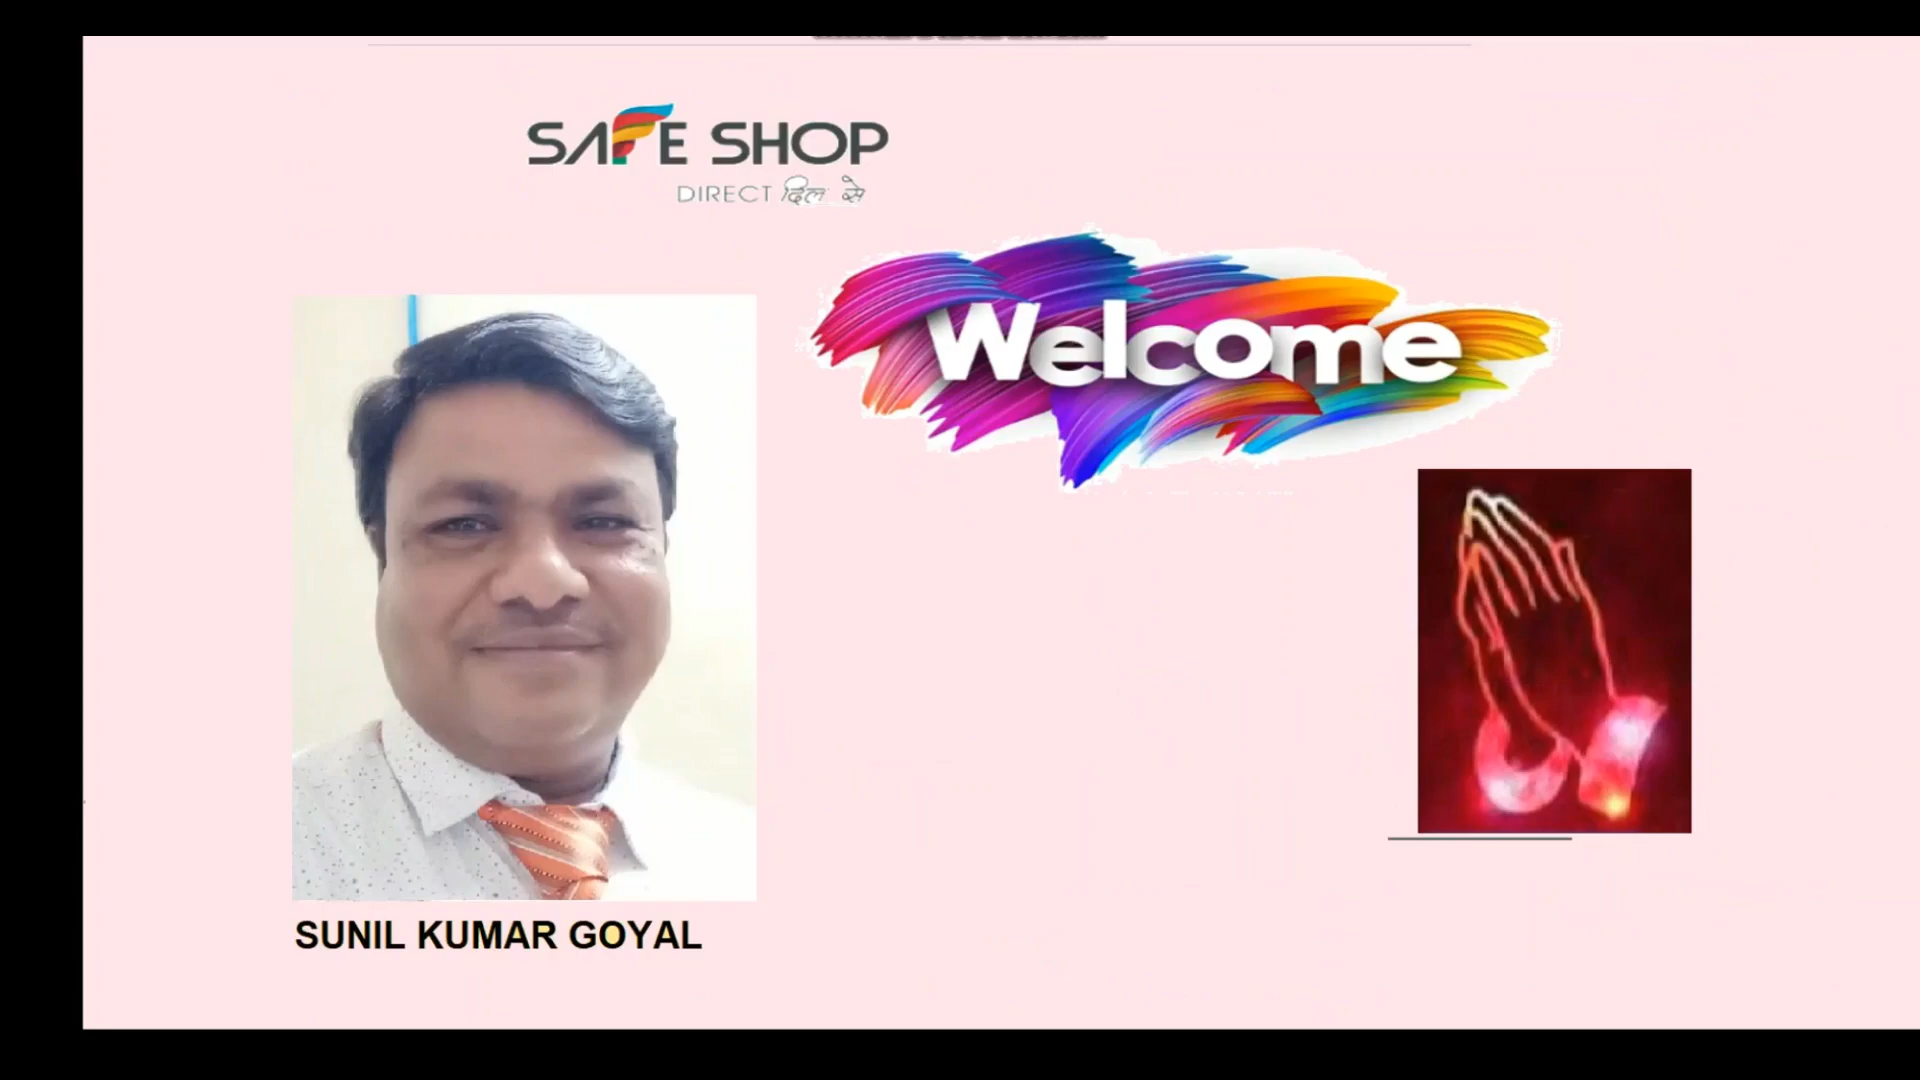 SAFE SHOP
DIRECT दिल से
Welcome
SUNIL KUMAR GOYAL